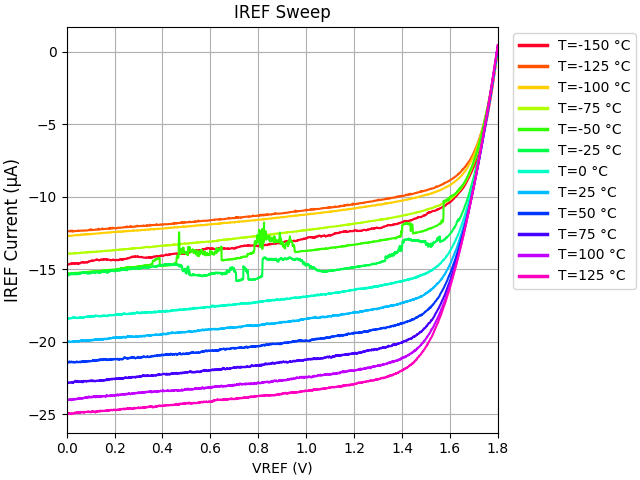 IREF Sweep
IREF Current (µA)
0
−5
−10
−15
−20
−25
0.0 0.2 0.4 0.6 0.8 1.0 1.2 1.4 1.6 1.8
VREF (V)
T=-150 °C
T=-125 °C
T=-100 °C
T=-75 °C
T=-50 °C
T=-25 °C
T=0 °C
T=25 °C
T=50 °C
T=75 °C
T=100 °C
T=125 °C